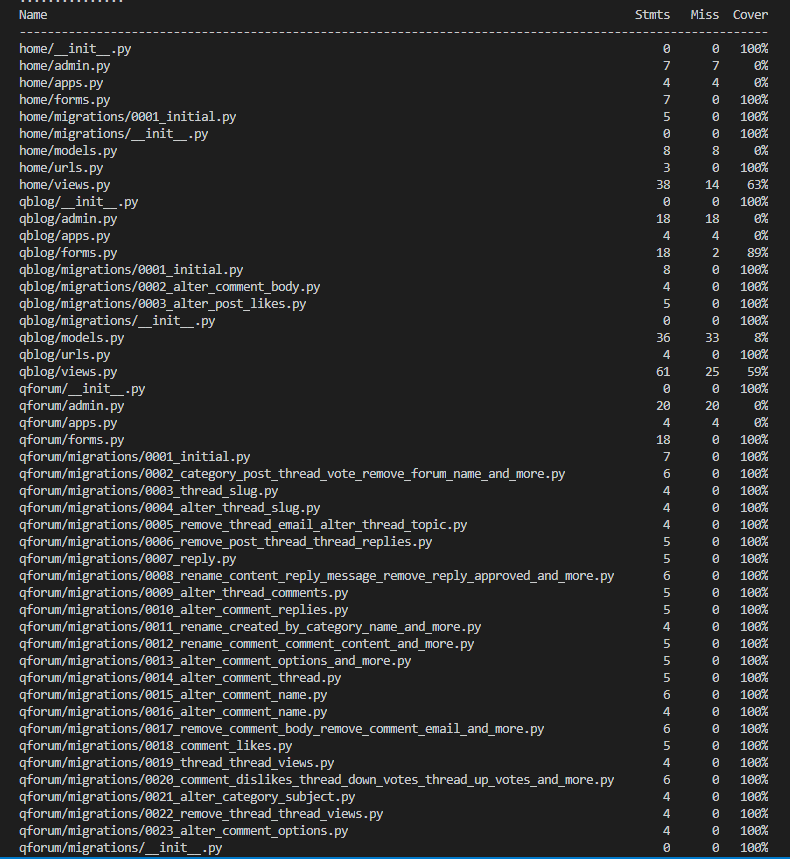 Name Stmts Miss Cover
home/__init__.py 0 0 100%
home/admin.py 7 7 0%
home/apps.py 4 4 0%
home/forms.py 7 0 100%
home/migrations/0001_initial.py 5 0 100%
home/migrations/__init__.py 0 0 100%
home/models.py 8 8 0%
home/urls.py 3 0 100%
home/views.py 38 14 63%
qblog/__init__.py 0 0 100%
qblog/admin.py 18 18 0%
qblog/apps.py 4 4 0%
qblog/forms.py 18 2 89%
qblog/migrations/0001_initial.py 8 0 100%
qblog/migrations/0002_alter_comment_body.py 4 0 100%
qblog/migrations/0003_alter_post_likes.py 5 0 100%
qblog/migrations/__init__.py 0 0 100%
qblog/models.py 36 33 8%
qblog/urls.py 4 0 100%
qblog/views.py 61 25 59%
qforum/__init__.py 0 0 100%
qforum/admin.py 20 20 0%
qforum/apps.py 4 4 0%
qforum/forms.py 18 0 100%
qforum/migrations/0001_initial.py 7 0 100%
qforum/migrations/0002_category_post_thread_vote_remove_forum_name_and_more.py 6 0 100%
qforum/migrations/0003_thread_slug.py 4 0 100%
qforum/migrations/0004_alter_thread_slug.py 4 0 100%
qforum/migrations/0005_remove_thread_email_alter_thread_topic.py 4 0 100%
qforum/migrations/0006_remove_post_thread_thread_replies.py 5 0 100%
qforum/migrations/0007_reply.py 5 0 100%
qforum/migrations/0008_rename_content_reply_message_remove_reply_approved_and_more.py 6 0 100%
qforum/migrations/0009_alter_thread_comments.py 5 0 100%
qforum/migrations/0010_alter_comment_replies.py 5 0 100%
qforum/migrations/0011_rename_created_by_category_name_and_more.py 4 0 100%
qforum/migrations/0012_rename_comment_comment_content_and_more.py 5 0 100%
qforum/migrations/0013_alter_comment_options_and_more.py 5 0 100%
qforum/migrations/0014_alter_comment_thread.py 5 0 100%
qforum/migrations/0015_alter_comment_name.py 6 0 100%
qforum/migrations/0016_alter_comment_name.py 4 0 100%
qforum/migrations/0017_remove_comment_body_remove_comment_email_and_more.py 6 0 100%
qforum/migrations/0018_comment_likes.py 5 0 100%
qforum/migrations/0019_thread_thread_views.py 4 0 100%
qforum/migrations/0020_comment_dislikes_thread_down_votes_thread_up_votes_and_more.py 6 0 100%
qforum/migrations/0021_alter_category_subject.py 4 0 100%
qforum/migrations/0022_remove_thread_thread_views.py 4 0 100%
qforum/migrations/0023_alter_comment_options.py 4 0 100%
qforum/migrations/__init__.py 0 0 100%